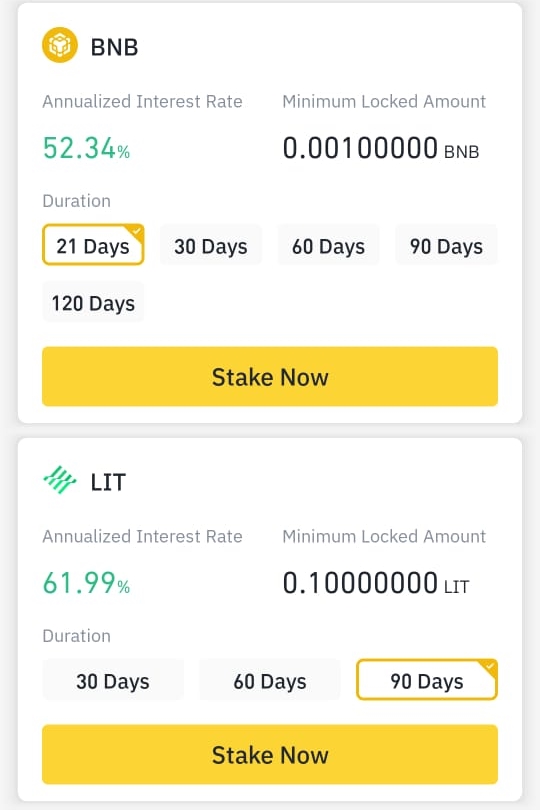 BNB
Annualized Interest Rate Minimum Locked Amount
52.34% 0.00100000 BNB
Duration
21 Days 30 Days 60 Days 90 Days
120 Days
Stake Now
LIT
Annualized Interest Rate Minimum Locked Amount
61.99% 0.10000000 LIT
Duration
30 Days 60 Days 90 Days
Stake Now